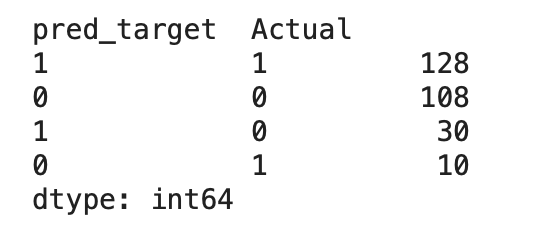 pred_target  Actual
1            1         128
0            0         108
1            0          30
0            1          10
dtype: int64